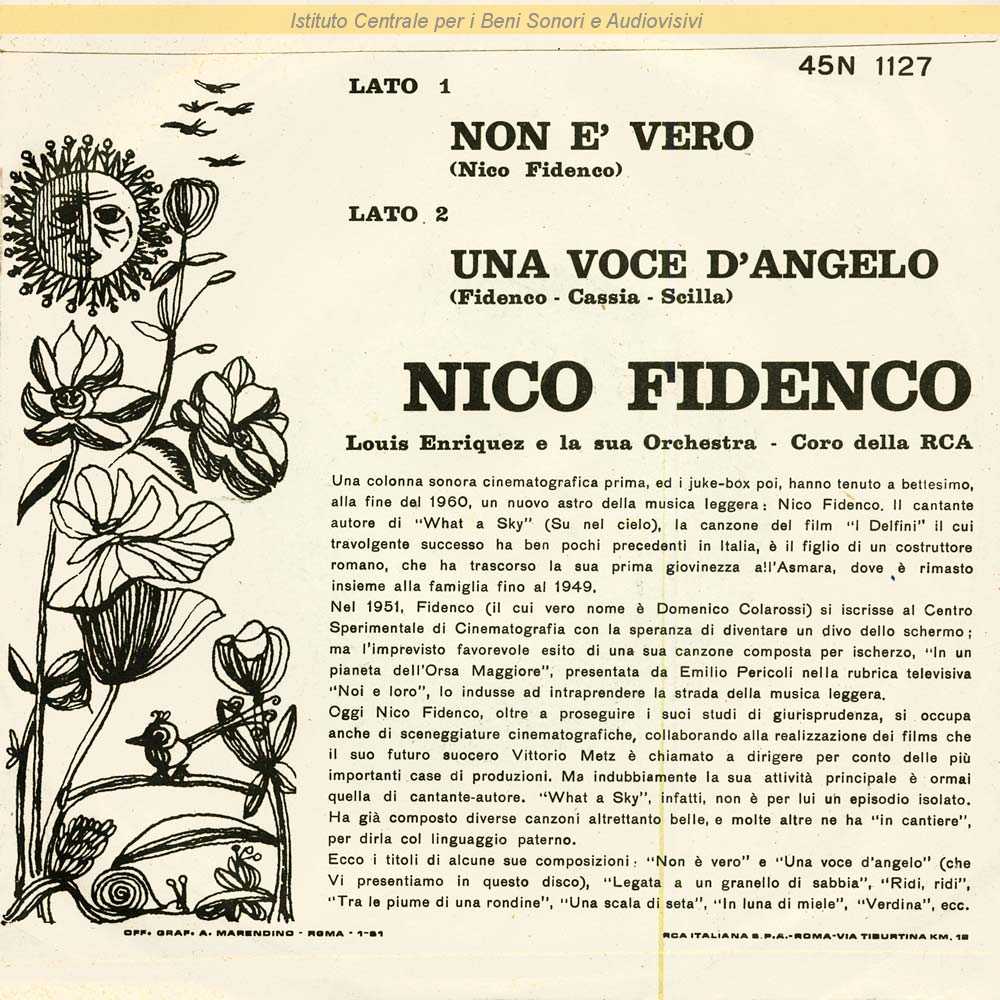 Istituto Centrale per i Beni Sonori e Audiovisivi
45N 1127
LATO 1
NON E' VERO
(Nico Fidenco)
LATO 2
UNA VOCE D'ANGELO
(Fidenco - Cassia - Scilla)
NICO FIDENCO
Louis Enriquez e la sua Orchestra - Coro della RCA
Una colonna sonora cinematografica prima, ed i juke-box poi, hanno tenuto a bettesimo,
alla fine del 1960, un nuovo astro della musica leggera: Nico Fidenco. Il cantante
autore di "What a Sky" (Su nel cielo), la canzone del film "I Delfini" il cui
travolgente successo ha ben pochi precedenti in Italia, è il figlio di un costruttore
romano, che ha trascorso la sua prima giovinezza all'Asmara, dove è rimasto
insieme alla famiglia fino al 1949.
Nel 1951, Fidenco (il cui vero nome è Domenico Colarossi) si iscrisse al Centro
Sperimentale di Cinematografia con la speranza di diventare un divo dello schermo;
ma l'imprevisto favorevole esito di una sua canzone composta per ischerzo, "In un
pianeta dell'Orsa Maggiore", presentata da Emilio Pericoli nella rubrica televisiva
"Noi e loro", lo indusse ad intraprendere la strada della musica leggera.
Oggi Nico Fidenco, oltre a proseguire i suoi studi di giurisprudenza, si occupa
anche di sceneggiature cinematografiche, collaborando alla realizzazione dei films che
il suo futuro suocero Vittorio Metz è chiamato a dirigere per conto delle più
importanti case di produzioni. Ma indubbiamente la sua attività principale è ormai
quella di cantante-autore. "What a Sky", infatti, non è per lui un episodio isolato.
Ha già composto diverse canzoni altrettanto belle, e molte altre ne ha "in cantiere",
per dirla col linguaggio paterno.
Ecco i titoli di alcune sue composizioni: "Non è vero" e "Una voce d'angelo" (che
Vi presentiamo in questo disco), "Legata a un granello di sabbia", "Ridi, ridi",
"Tra le piume di una rondine", "Una scala di seta", "In luna di miele", "Verdina", ecc.
OFF. GRAF. A. MARENDINO - ROMA - 1-61
RCA ITALIANA S.P.A.-ROMA-VIA TIBURTINA KM. 12